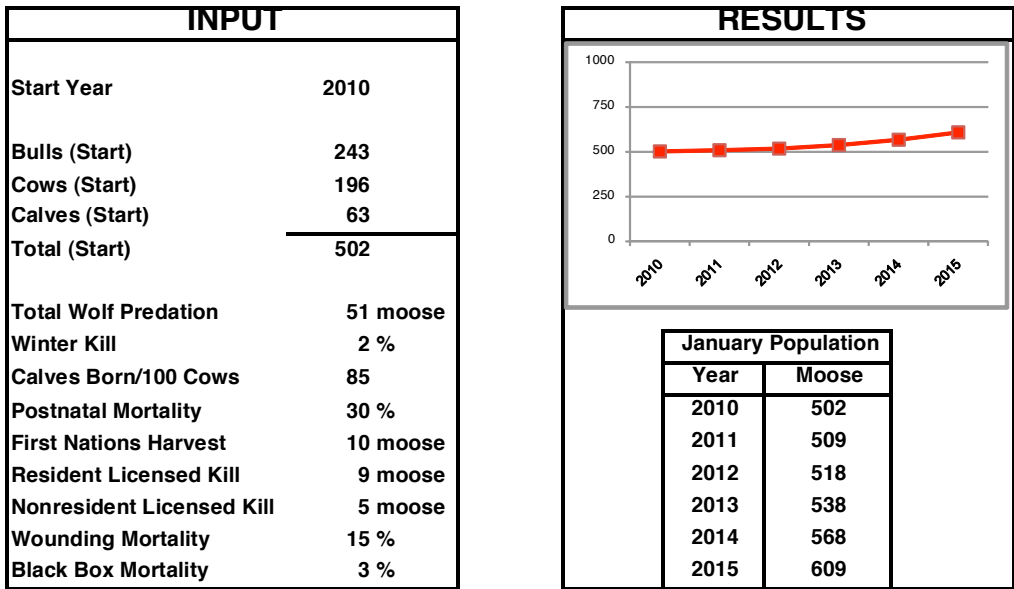 INPUT
Start Year 2010
Bulls (Start) 243
Cows (Start) 196
Calves (Start) 63
Total (Start) 502
Total Wolf Predation 51 moose
Winter Kill 2 %
Calves Born/100 Cows 85
Postnatal Mortality 30 %
First Nations Harvest 10 moose
Resident Licensed Kill 9 moose
Nonresident Licensed Kill 5 moose
Wounding Mortality 15 %
Black Box Mortality 3 %
RESULTS
1000
750
500
250
0
2010 2011 2012 2013 2014 2015
January Population
Year Moose
2010 502
2011 509
2012 518
2013 538
2014 568
2015 609